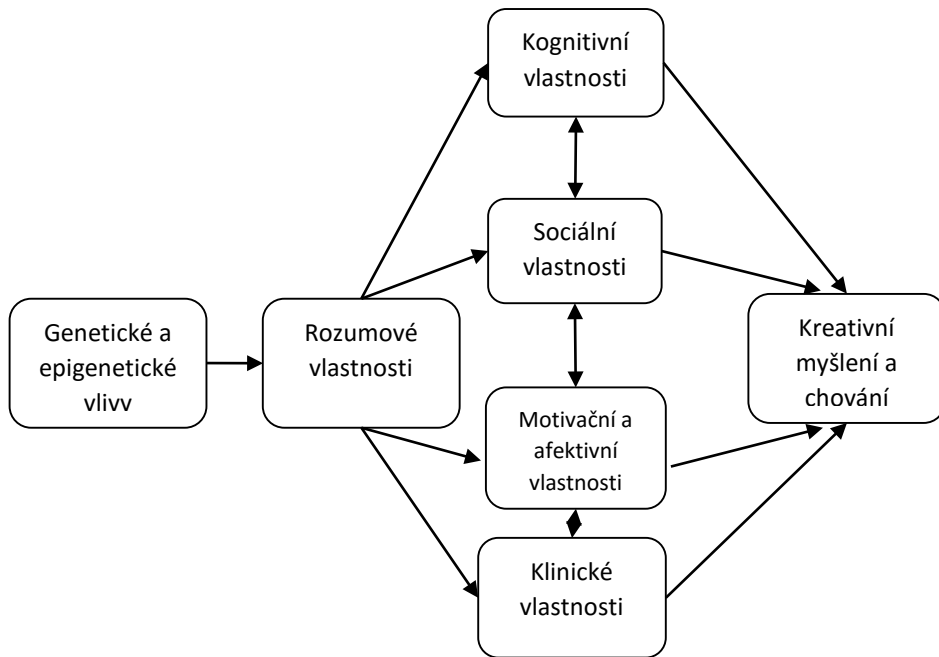 Kognitivní
vlastnosti
Sociální
vlastnosti
Genetické a
epigenetické
vlivv
Rozumové
vlastnosti
Kreativní
myšlení a
chování
Motivační a
afektivní
vlastnosti
Klinické
vlastnosti